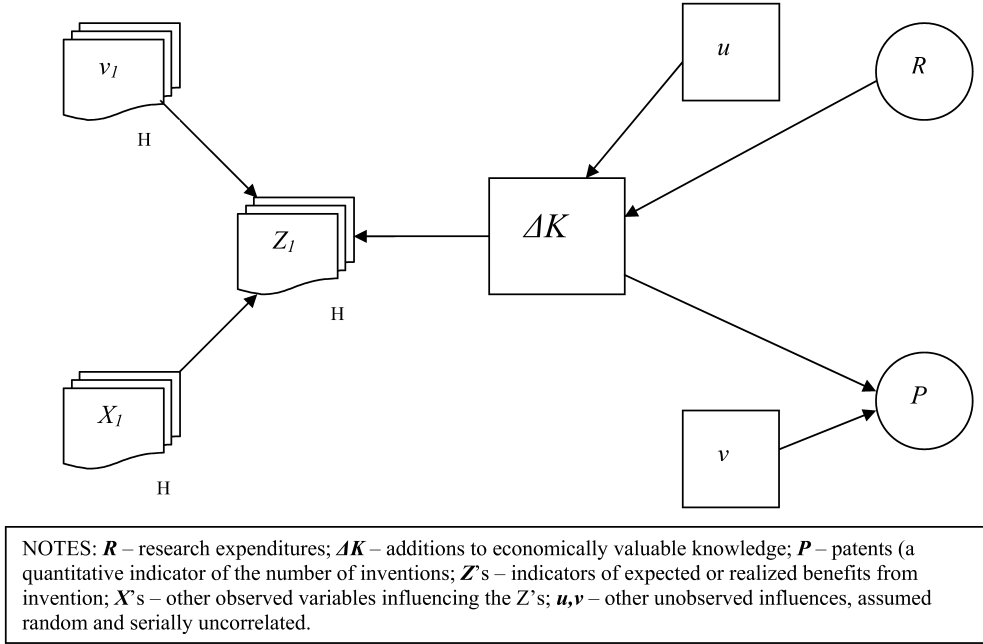 v1
u
R
H
Z1
ΔK
H
X1
P
v
H
NOTES: R – research expenditures; ΔK – additions to economically valuable knowledge; P – patents (a
quantitative indicator of the number of inventions; Z’s – indicators of expected or realized benefits from
invention; X’s – other observed variables influencing the Z’s; u,v – other unobserved influences, assumed
random and serially uncorrelated.